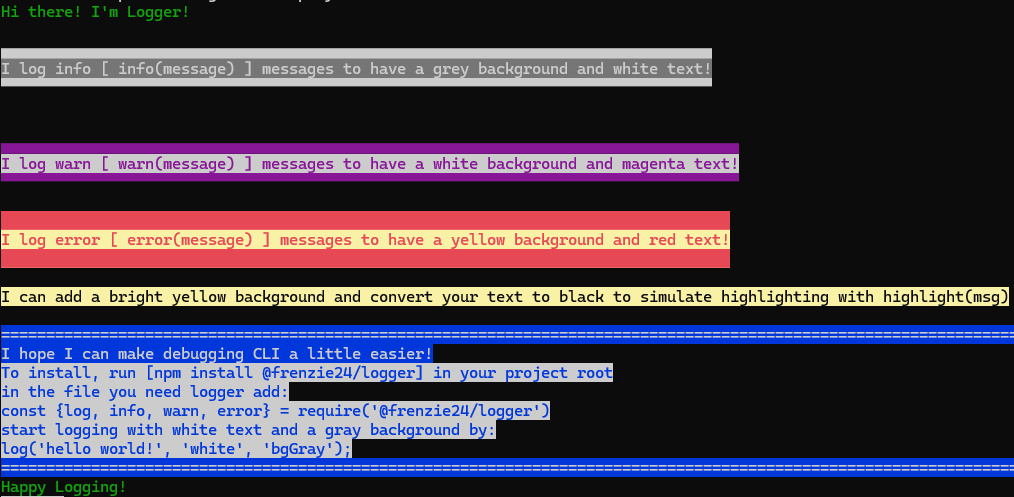 Hi there! I'm Logger!
I log info [ info(message) ] messages to have a grey background and white text!
I log warn [ warn(message) ] messages to have a white background and magenta text!
I log error [ error(message) ] messages to have a yellow background and red text!
I can add a bright yellow background and convert your text to black to simulate highlighting with highlight(msg)
=================================================================================================================
I hope I can make debugging CLI a little easier!
To install, run [npm install @frenzie24/logger] in your project root
in the file you need logger add:
const {log, info, warn, error} = require('@frenzie24/logger')
start logging with white text and a gray background by:
log('hello world!', 'white', 'bgGray');
=================================================================================================================
Happy Logging!